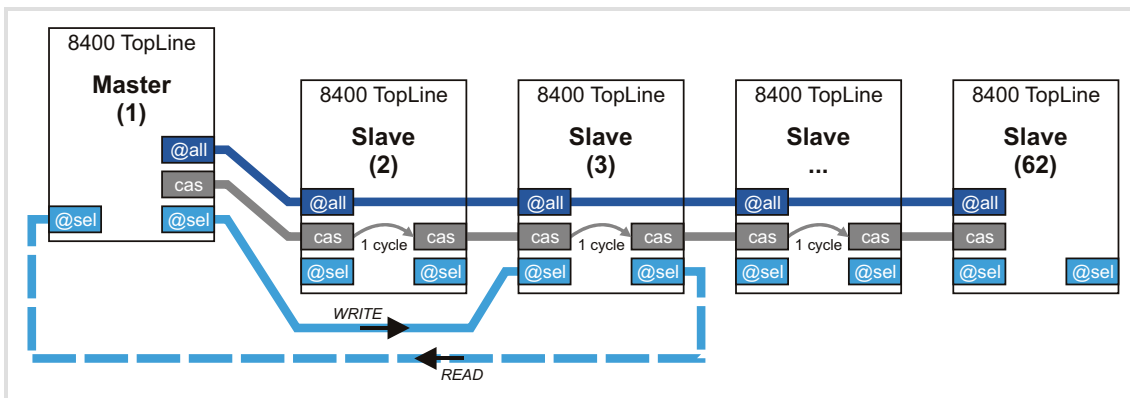 8400 TopLine
Master
(1)
@all
cas
@sel
@sel
8400 TopLine
Slave
(2)
@all
cas
1 cycle
cas
@sel
@sel
8400 TopLine
Slave
(3)
@all
cas
1 cycle
cas
@sel
@sel
8400 TopLine
Slave
...
@all
cas
1 cycle
cas
@sel
@sel
8400 TopLine
Slave
(62)
@all
cas
@sel
WRITE
READ